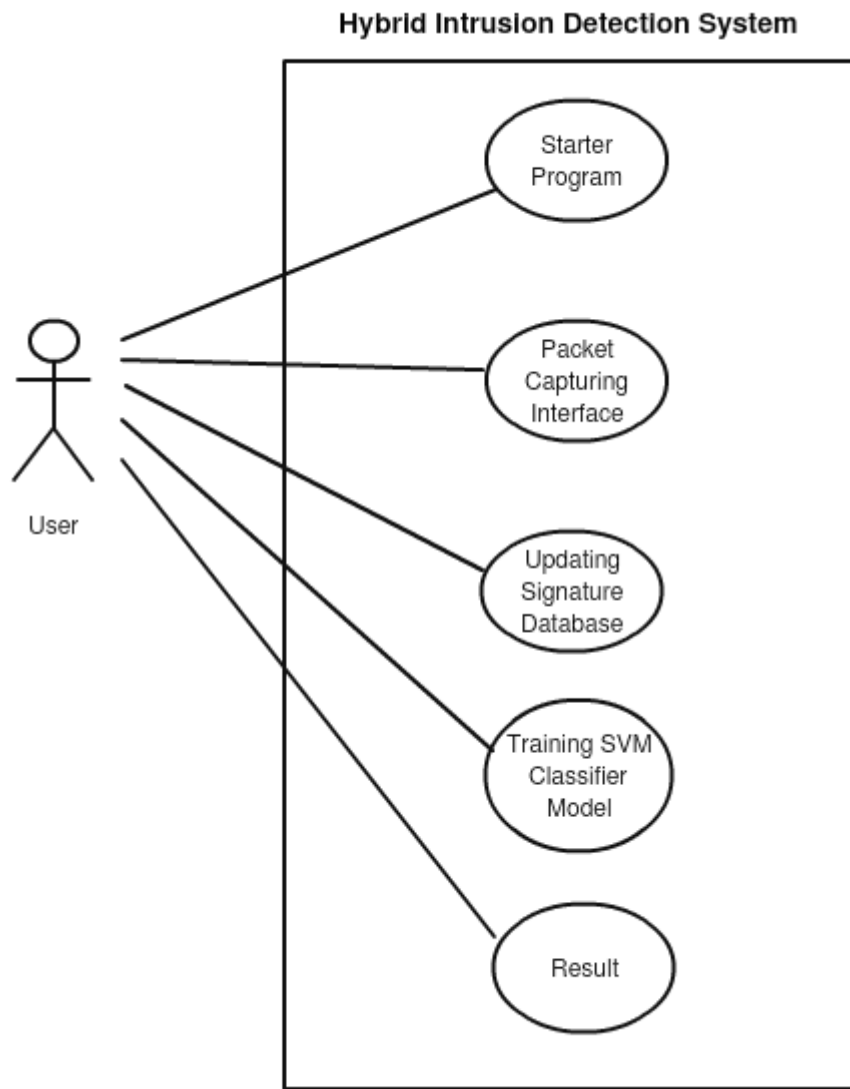 Hybrid Intrusion Detection System
Starter
Program
Packet
Capturing
Interface
User
Updating
Signature
Database
Training SVM
Classifier
Model
Result